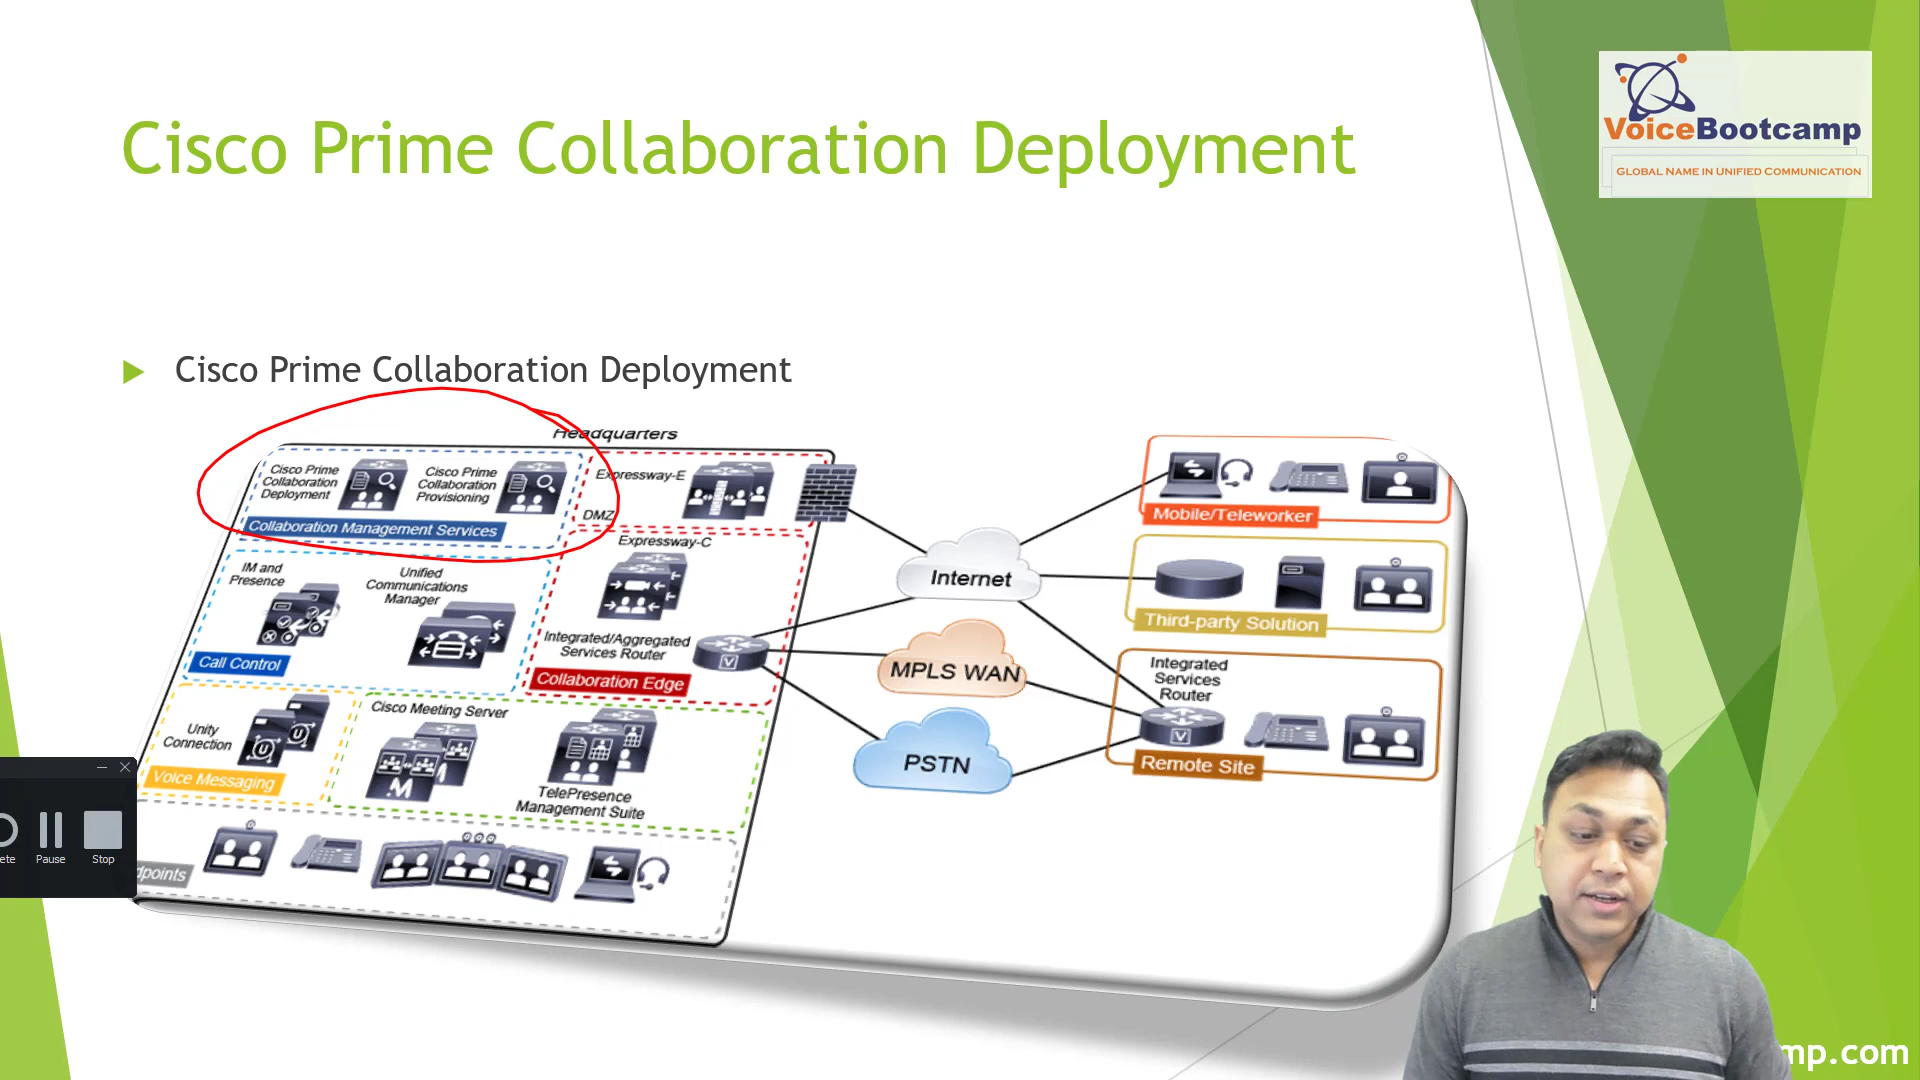 Cisco Prime Collaboration Deployment
VoiceBootcamp
GLOBAL NAME IN UNIFIED COMMUNICATION
Cisco Prime Collaboration Deployment
Headquarters
Cisco Prime
Collaboration
Deployment
Cisco Prime
Collaboration
Provisioning
Collaboration Management Services
Expressway-E
DMZ
Expressway-C
IM and
Presence
Unified
Communications
Manager
Call Control
Integrated/Aggregated
Services Router
V
Collaboration Edge
Unity
Connection
Voice Messaging
Cisco Meeting Server
M
TelePresence
Management Suite
dpoints
Internet
MPLS WAN
PSTN
Mobile/Teleworker
Third-party Solution
Integrated
Services
Router
V
Remote Site
ete
Pause
Stop
mp.com